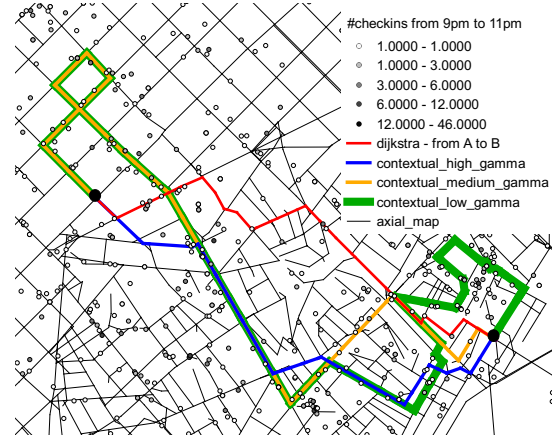 #checkins from 9pm to 11pm
1.0000 - 1.0000
1.0000 - 3.0000
3.0000 - 6.0000
6.0000 - 12.0000
12.0000 - 46.0000
dijkstra - from A to B
contextual_high_gamma
contextual_medium_gamma
contextual_low_gamma
axial_map